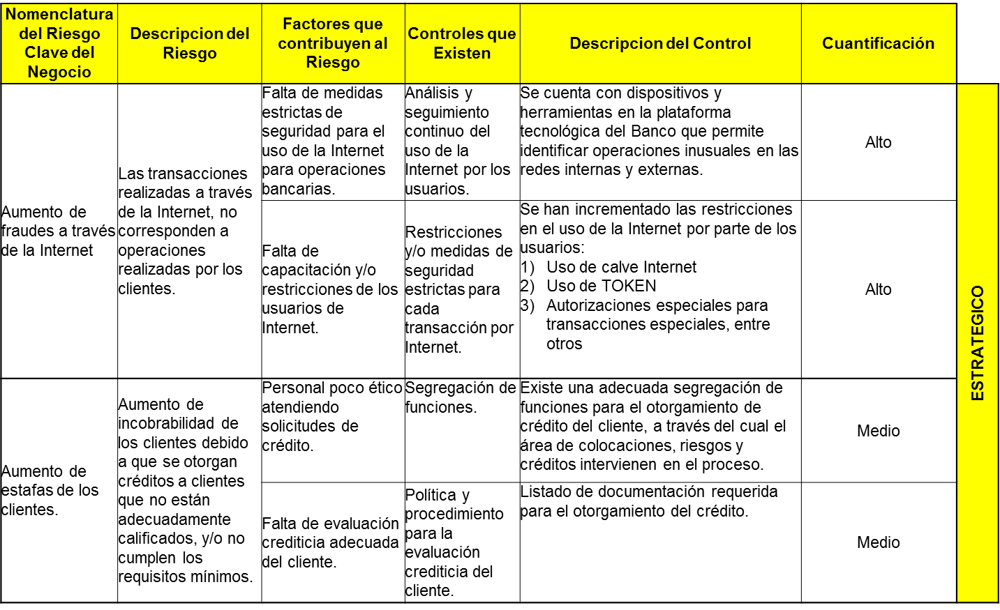 Nomenclatura
del Riesgo
Clave del
Negocio
Descripcion del
Riesgo
Factores que
contribuyen al
Riesgo
Controles que
Existen
Descripcion del Control
Cuantificación
Aumento de
fraudes a través
de la Internet
Las transacciones
realizadas a través
de la Internet, no
corresponden a
operaciones
realizadas por los
clientes.
Falta de medidas
estrictas de
seguridad para el
uso de la Internet
para operaciones
bancarias.
Análisis y
seguimiento
continuo del
uso de la
Internet por los
usuarios.
Se cuenta con dispositivos y
herramientas en la plataforma
tecnológica del Banco que permite
identificar operaciones inusuales en las
redes internas y externas.
Alto
Falta de
capacitación y/o
restricciones de los
usuarios de
Internet.
Restricciones
y/o medidas de
seguridad
estrictas para
cada
transacción por
Internet.
Se han incrementado las restricciones
en el uso de la Internet por parte de los
usuarios:
1) Uso de calve Internet
2) Uso de TOKEN
3) Autorizaciones especiales para
transacciones especiales, entre
otros
Alto
Aumento de
estafas de los
clientes.
Aumento de
incobrabilidad de
los clientes debido
a que se otorgan
créditos a clientes
que no están
adecuadamente
calificados, y/o no
cumplen los
requisitos mínimos.
Personal poco ético
atendiendo
solicitudes de
crédito.
Segregación de
funciones.
Existe una adecuada segregación de
funciones para el otorgamiento de
crédito del cliente, a través del cual el
área de colocaciones, riesgos y
créditos intervienen en el proceso.
Medio
Falta de evaluación
crediticia adecuada
del cliente.
Política y
procedimiento
para la
evaluación
crediticia del
cliente.
Listado de documentación requerida
para el otorgamiento del crédito.
Medio
ESTRATEGICO